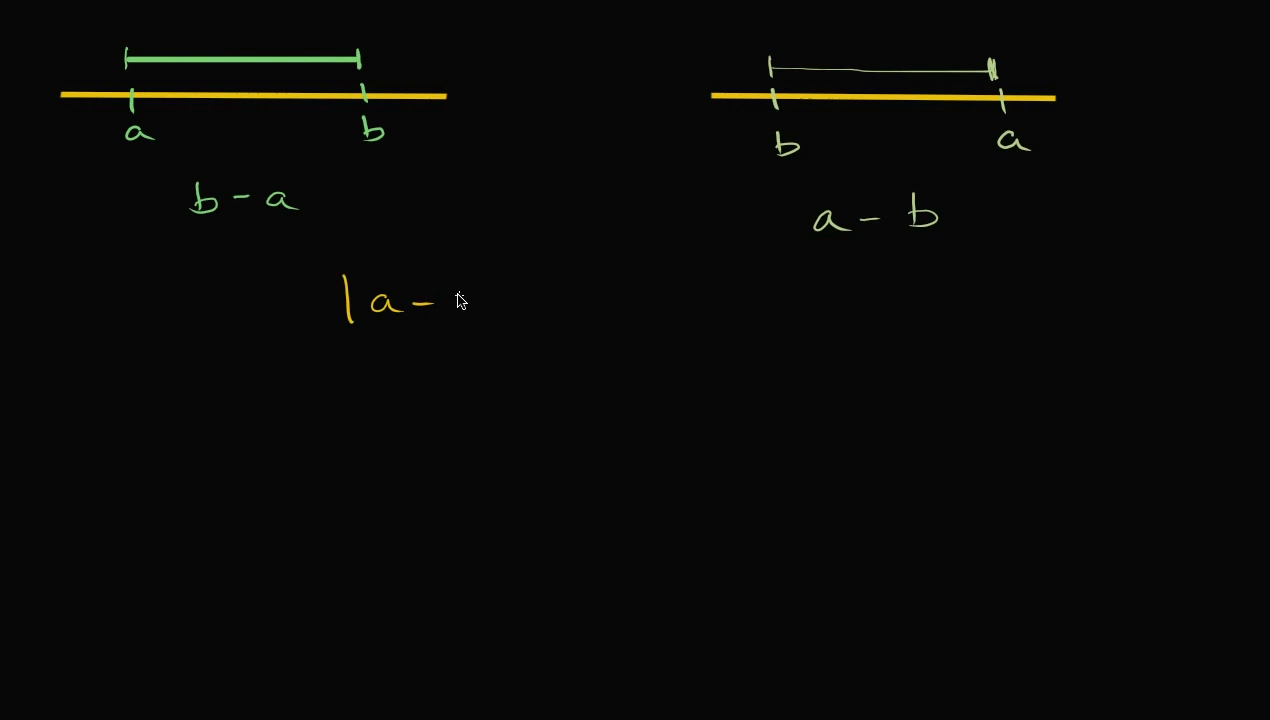 a b
b a
b - a
a - b
| a -